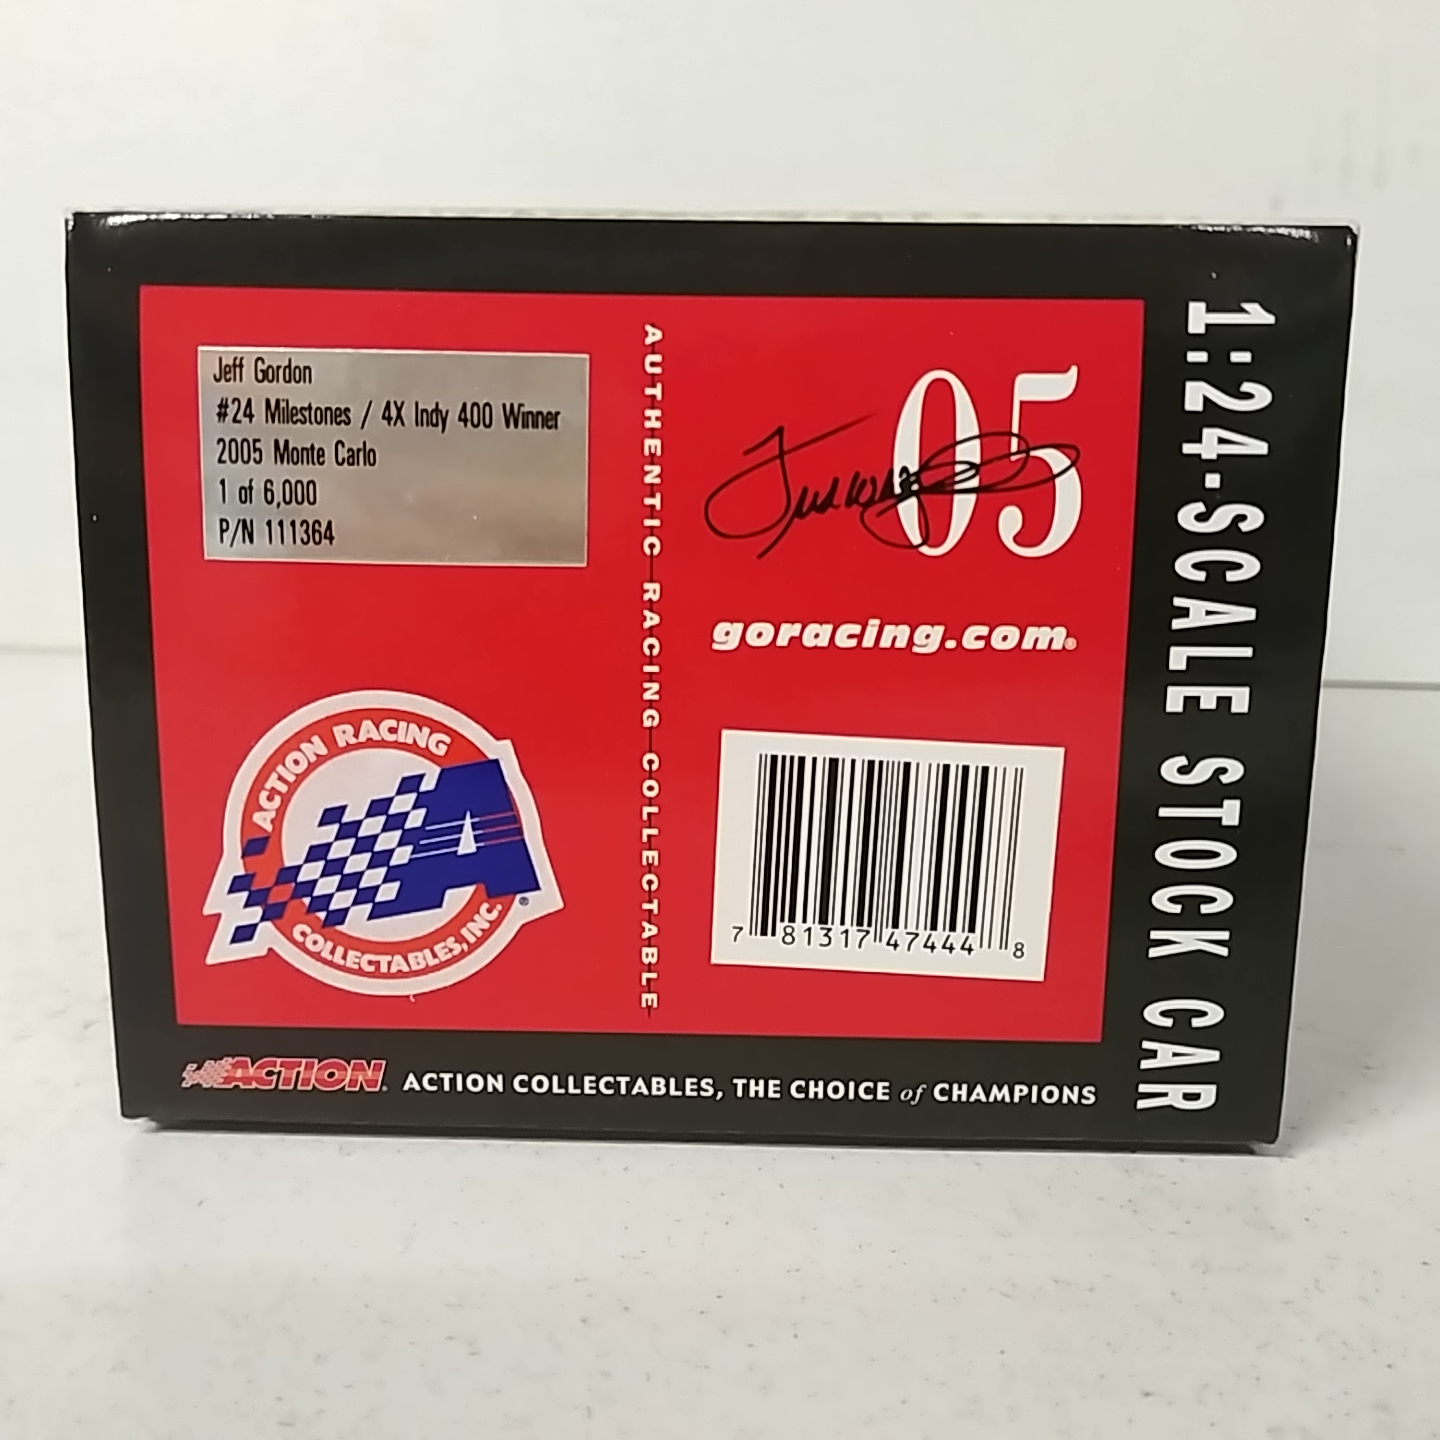 Jeff Gordon
#24 Milestones / 4X Indy 400 Winner
2005 Monte Carlo
1 of 6,000
P/N 111364
ACTION RACING
COLLECTABLES, INC.®
AUTHENTIC RACING COLLECTABLE
05
goracing.com®
7 81317 47444 8
1:24-SCALE STOCK CAR
ACTION®
ACTION COLLECTABLES, THE CHOICE of CHAMPIONS